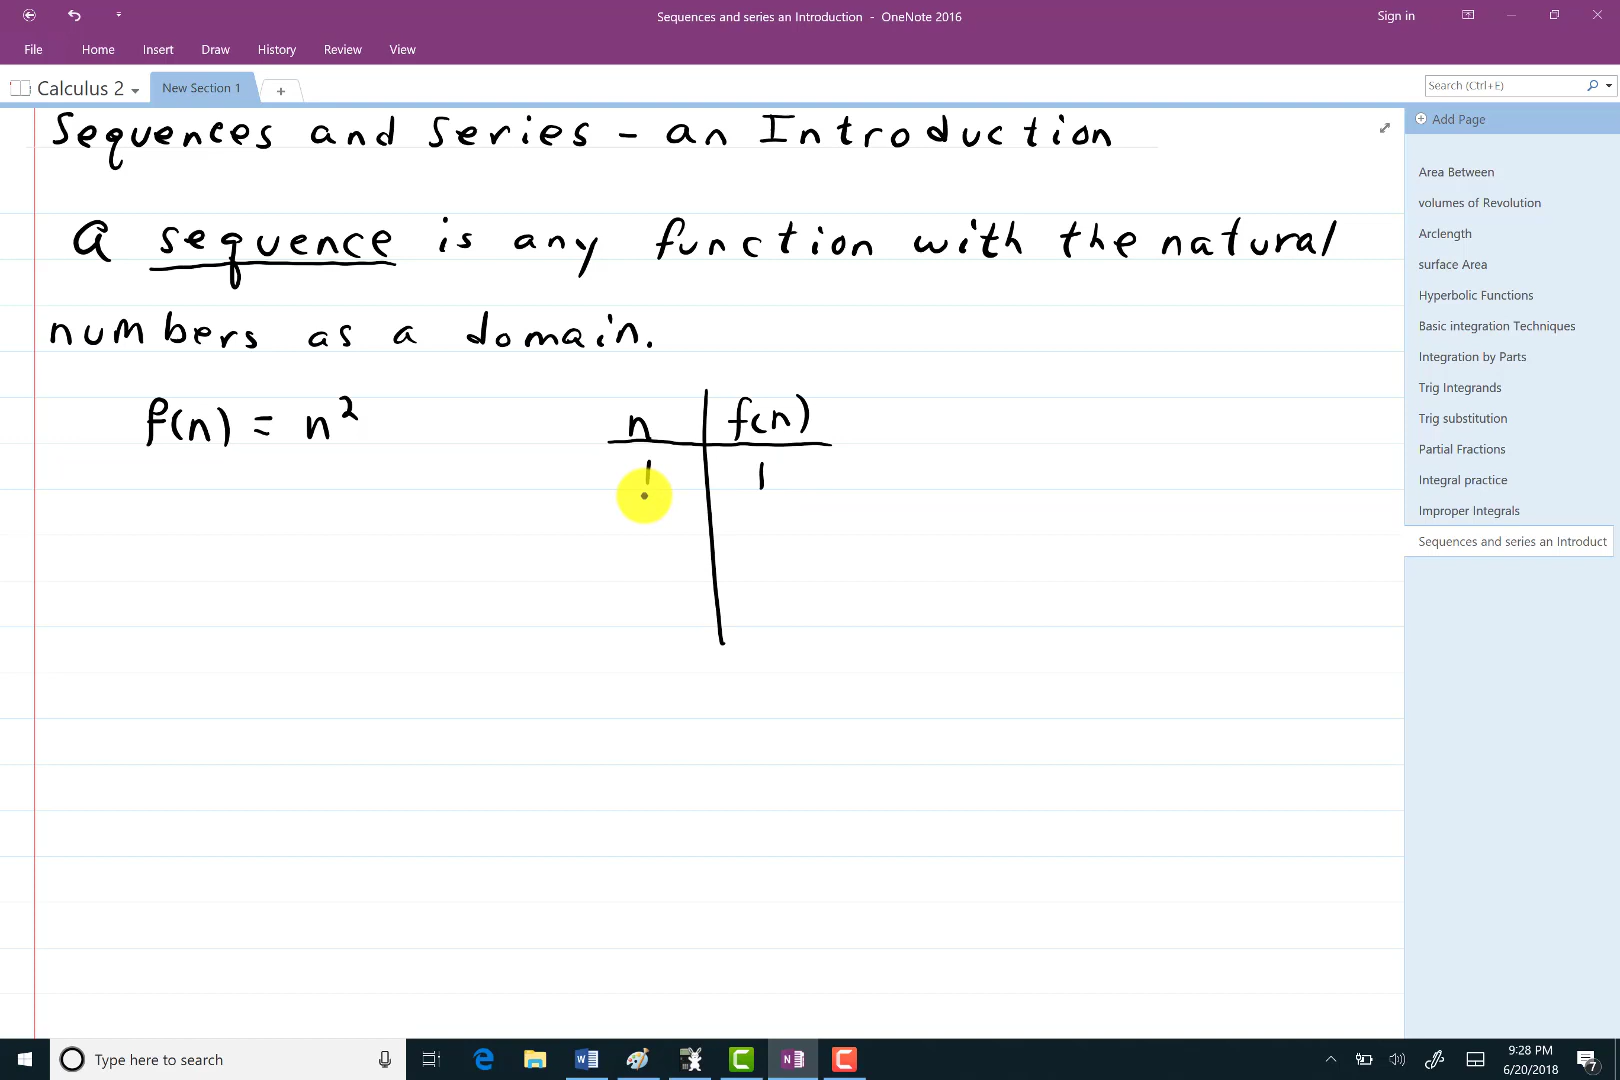 Sequences and series an Introduction - OneNote 2016
Sign in
File
Home
Insert
Draw
History
Review
View
Calculus 2
New Section 1
+
Search (Ctrl+E)
Sequences and Series - an Introduction
A sequence is any function with the natural
numbers as a domain.
f(n) = n²
n f(n)
1 1
Add Page
Area Between
volumes of Revolution
Arclength
surface Area
Hyperbolic Functions
Basic integration Techniques
Integration by Parts
Trig Integrands
Trig substitution
Partial Fractions
Integral practice
Improper Integrals
Sequences and series an Introduct
Type here to search
9:28 PM
6/20/2018
7